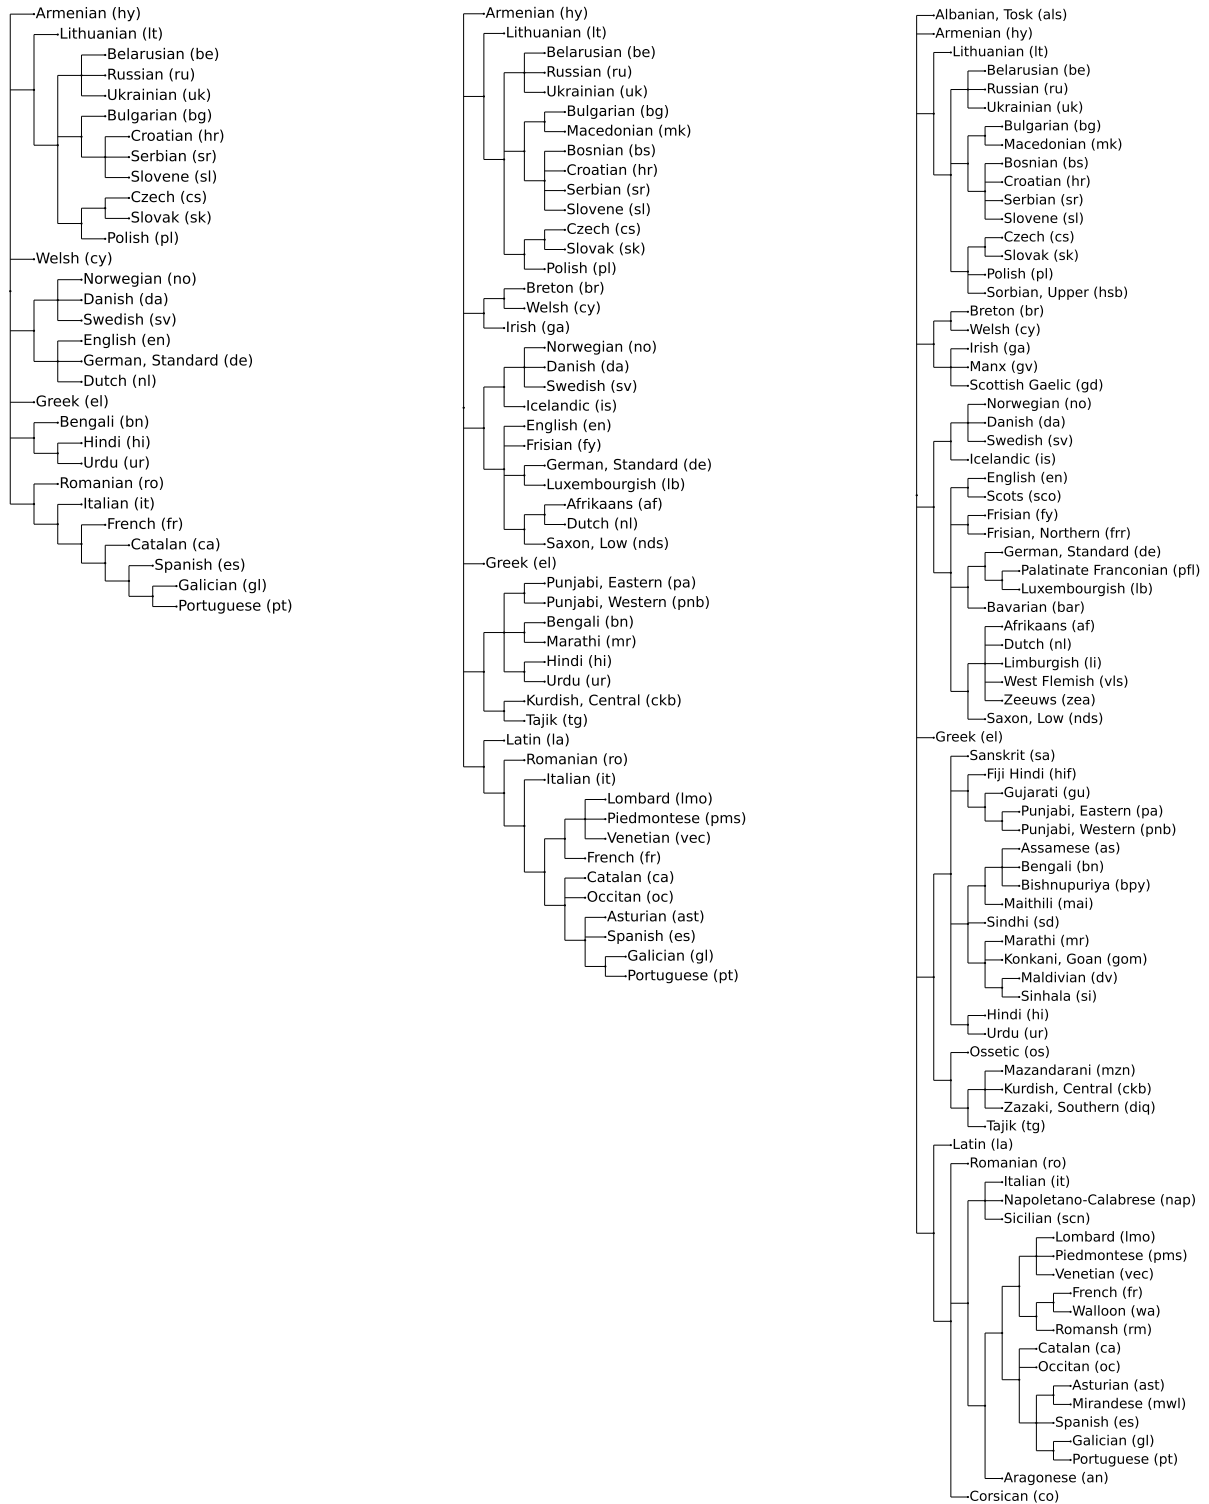 Armenian (hy)
Lithuanian (lt)
Belarusian (be)
Russian (ru)
Ukrainian (uk)
Bulgarian (bg)
Croatian (hr)
Serbian (sr)
Slovene (sl)
Czech (cs)
Slovak (sk)
Polish (pl)
Welsh (cy)
Norwegian (no)
Danish (da)
Swedish (sv)
English (en)
German, Standard (de)
Dutch (nl)
Greek (el)
Bengali (bn)
Hindi (hi)
Urdu (ur)
Romanian (ro)
Italian (it)
French (fr)
Catalan (ca)
Spanish (es)
Galician (gl)
Portuguese (pt)
Armenian (hy)
Lithuanian (lt)
Belarusian (be)
Russian (ru)
Ukrainian (uk)
Bulgarian (bg)
Macedonian (mk)
Bosnian (bs)
Croatian (hr)
Serbian (sr)
Slovene (sl)
Czech (cs)
Slovak (sk)
Polish (pl)
Breton (br)
Welsh (cy)
Irish (ga)
Norwegian (no)
Danish (da)
Swedish (sv)
Icelandic (is)
English (en)
Frisian (fy)
German, Standard (de)
Luxembourgish (lb)
Afrikaans (af)
Dutch (nl)
Saxon, Low (nds)
Greek (el)
Punjabi, Eastern (pa)
Punjabi, Western (pnb)
Bengali (bn)
Marathi (mr)
Hindi (hi)
Urdu (ur)
Kurdish, Central (ckb)
Tajik (tg)
Latin (la)
Romanian (ro)
Italian (it)
Lombard (lmo)
Piedmontese (pms)
Venetian (vec)
French (fr)
Catalan (ca)
Occitan (oc)
Asturian (ast)
Spanish (es)
Galician (gl)
Portuguese (pt)
Albanian, Tosk (als)
Armenian (hy)
Lithuanian (lt)
Belarusian (be)
Russian (ru)
Ukrainian (uk)
Bulgarian (bg)
Macedonian (mk)
Bosnian (bs)
Croatian (hr)
Serbian (sr)
Slovene (sl)
Czech (cs)
Slovak (sk)
Polish (pl)
Sorbian, Upper (hsb)
Breton (br)
Welsh (cy)
Irish (ga)
Manx (gv)
Scottish Gaelic (gd)
Norwegian (no)
Danish (da)
Swedish (sv)
Icelandic (is)
English (en)
Scots (sco)
Frisian (fy)
Frisian, Northern (frr)
German, Standard (de)
Palatinate Franconian (pfl)
Luxembourgish (lb)
Bavarian (bar)
Afrikaans (af)
Dutch (nl)
Limburgish (li)
West Flemish (vls)
Zeeuws (zea)
Saxon, Low (nds)
Greek (el)
Sanskrit (sa)
Fiji Hindi (hif)
Gujarati (gu)
Punjabi, Eastern (pa)
Punjabi, Western (pnb)
Assamese (as)
Bengali (bn)
Bishnupuriya (bpy)
Maithili (mai)
Sindhi (sd)
Marathi (mr)
Konkani, Goan (gom)
Maldivian (dv)
Sinhala (si)
Hindi (hi)
Urdu (ur)
Ossetic (os)
Mazandarani (mzn)
Kurdish, Central (ckb)
Zazaki, Southern (diq)
Tajik (tg)
Latin (la)
Romanian (ro)
Italian (it)
Napoletano-Calabrese (nap)
Sicilian (scn)
Lombard (lmo)
Piedmontese (pms)
Venetian (vec)
French (fr)
Walloon (wa)
Romansh (rm)
Catalan (ca)
Occitan (oc)
Asturian (ast)
Mirandese (mwl)
Spanish (es)
Galician (gl)
Portuguese (pt)
Aragonese (an)
Corsican (co)